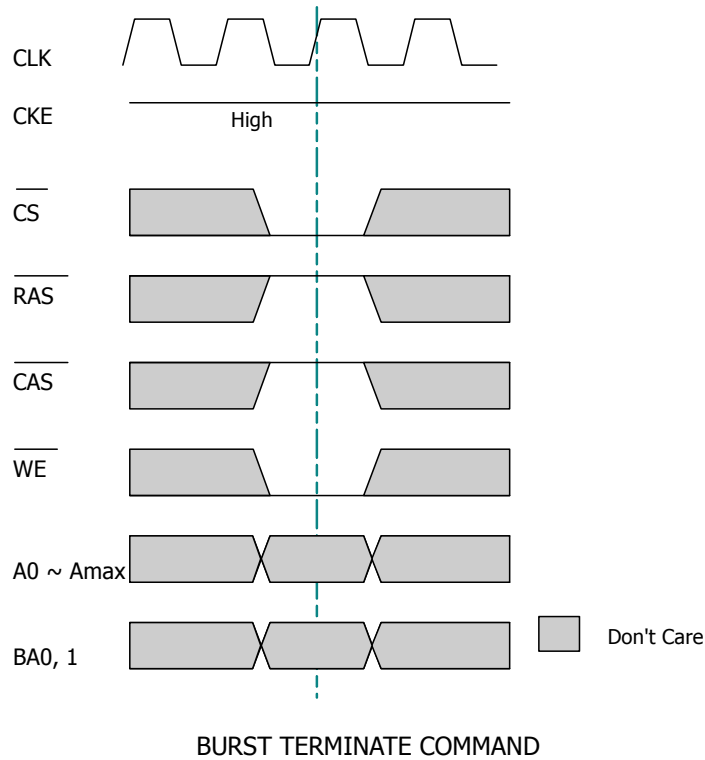 CLK
CKE
High
CS
RAS
CAS
WE
A0 ~ Amax
BA0, 1
Don't Care
BURST TERMINATE COMMAND